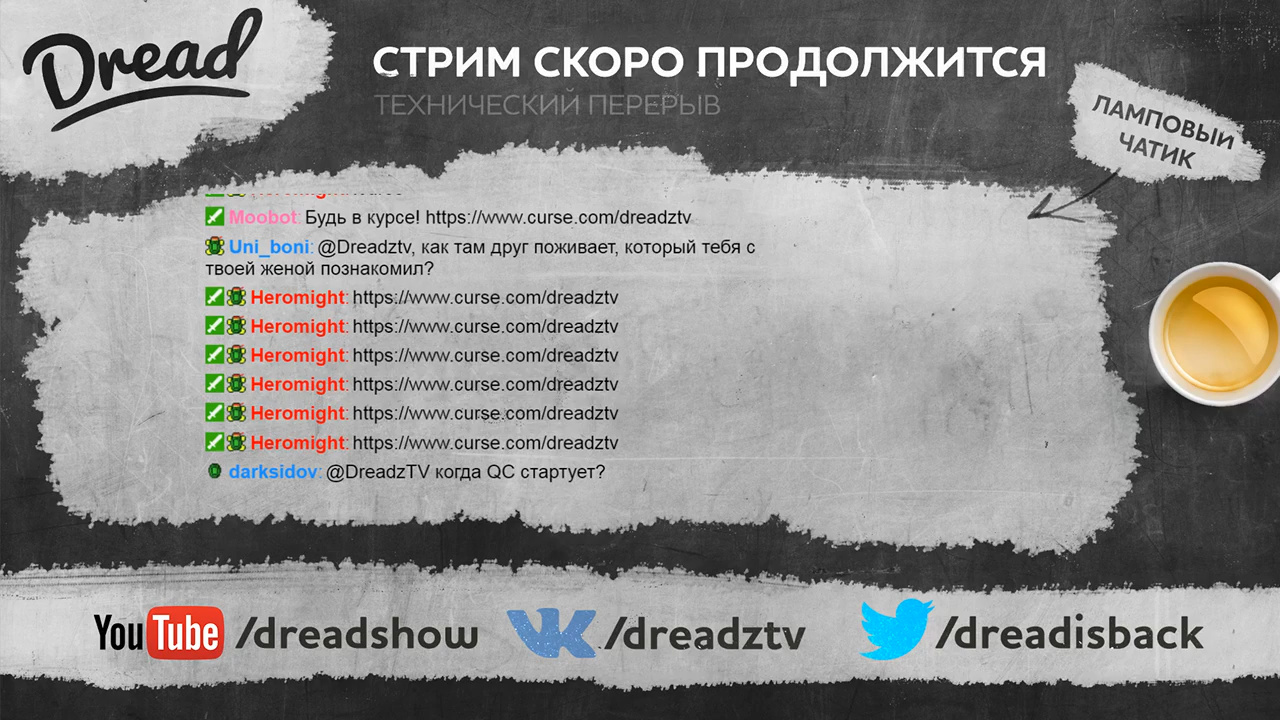 Dread
СТРИМ СКОРО ПРОДОЛЖИТСЯ
ТЕХНИЧЕСКИЙ ПЕРЕРЫВ
ЛАМПОВЫЙ
ЧАТИК
Moobot: Будь в курсе! https://www.curse.com/dreadztv
Uni_boni: @Dreadztv, как там друг поживает, который тебя с
твоей женой познакомил?
Heromight: https://www.curse.com/dreadztv
Heromight: https://www.curse.com/dreadztv
Heromight: https://www.curse.com/dreadztv
Heromight: https://www.curse.com/dreadztv
Heromight: https://www.curse.com/dreadztv
Heromight: https://www.curse.com/dreadztv
darksidov: @DreadzTV когда QC стартует?
YouTube /dreadshow VK /dreadztv /dreadisback